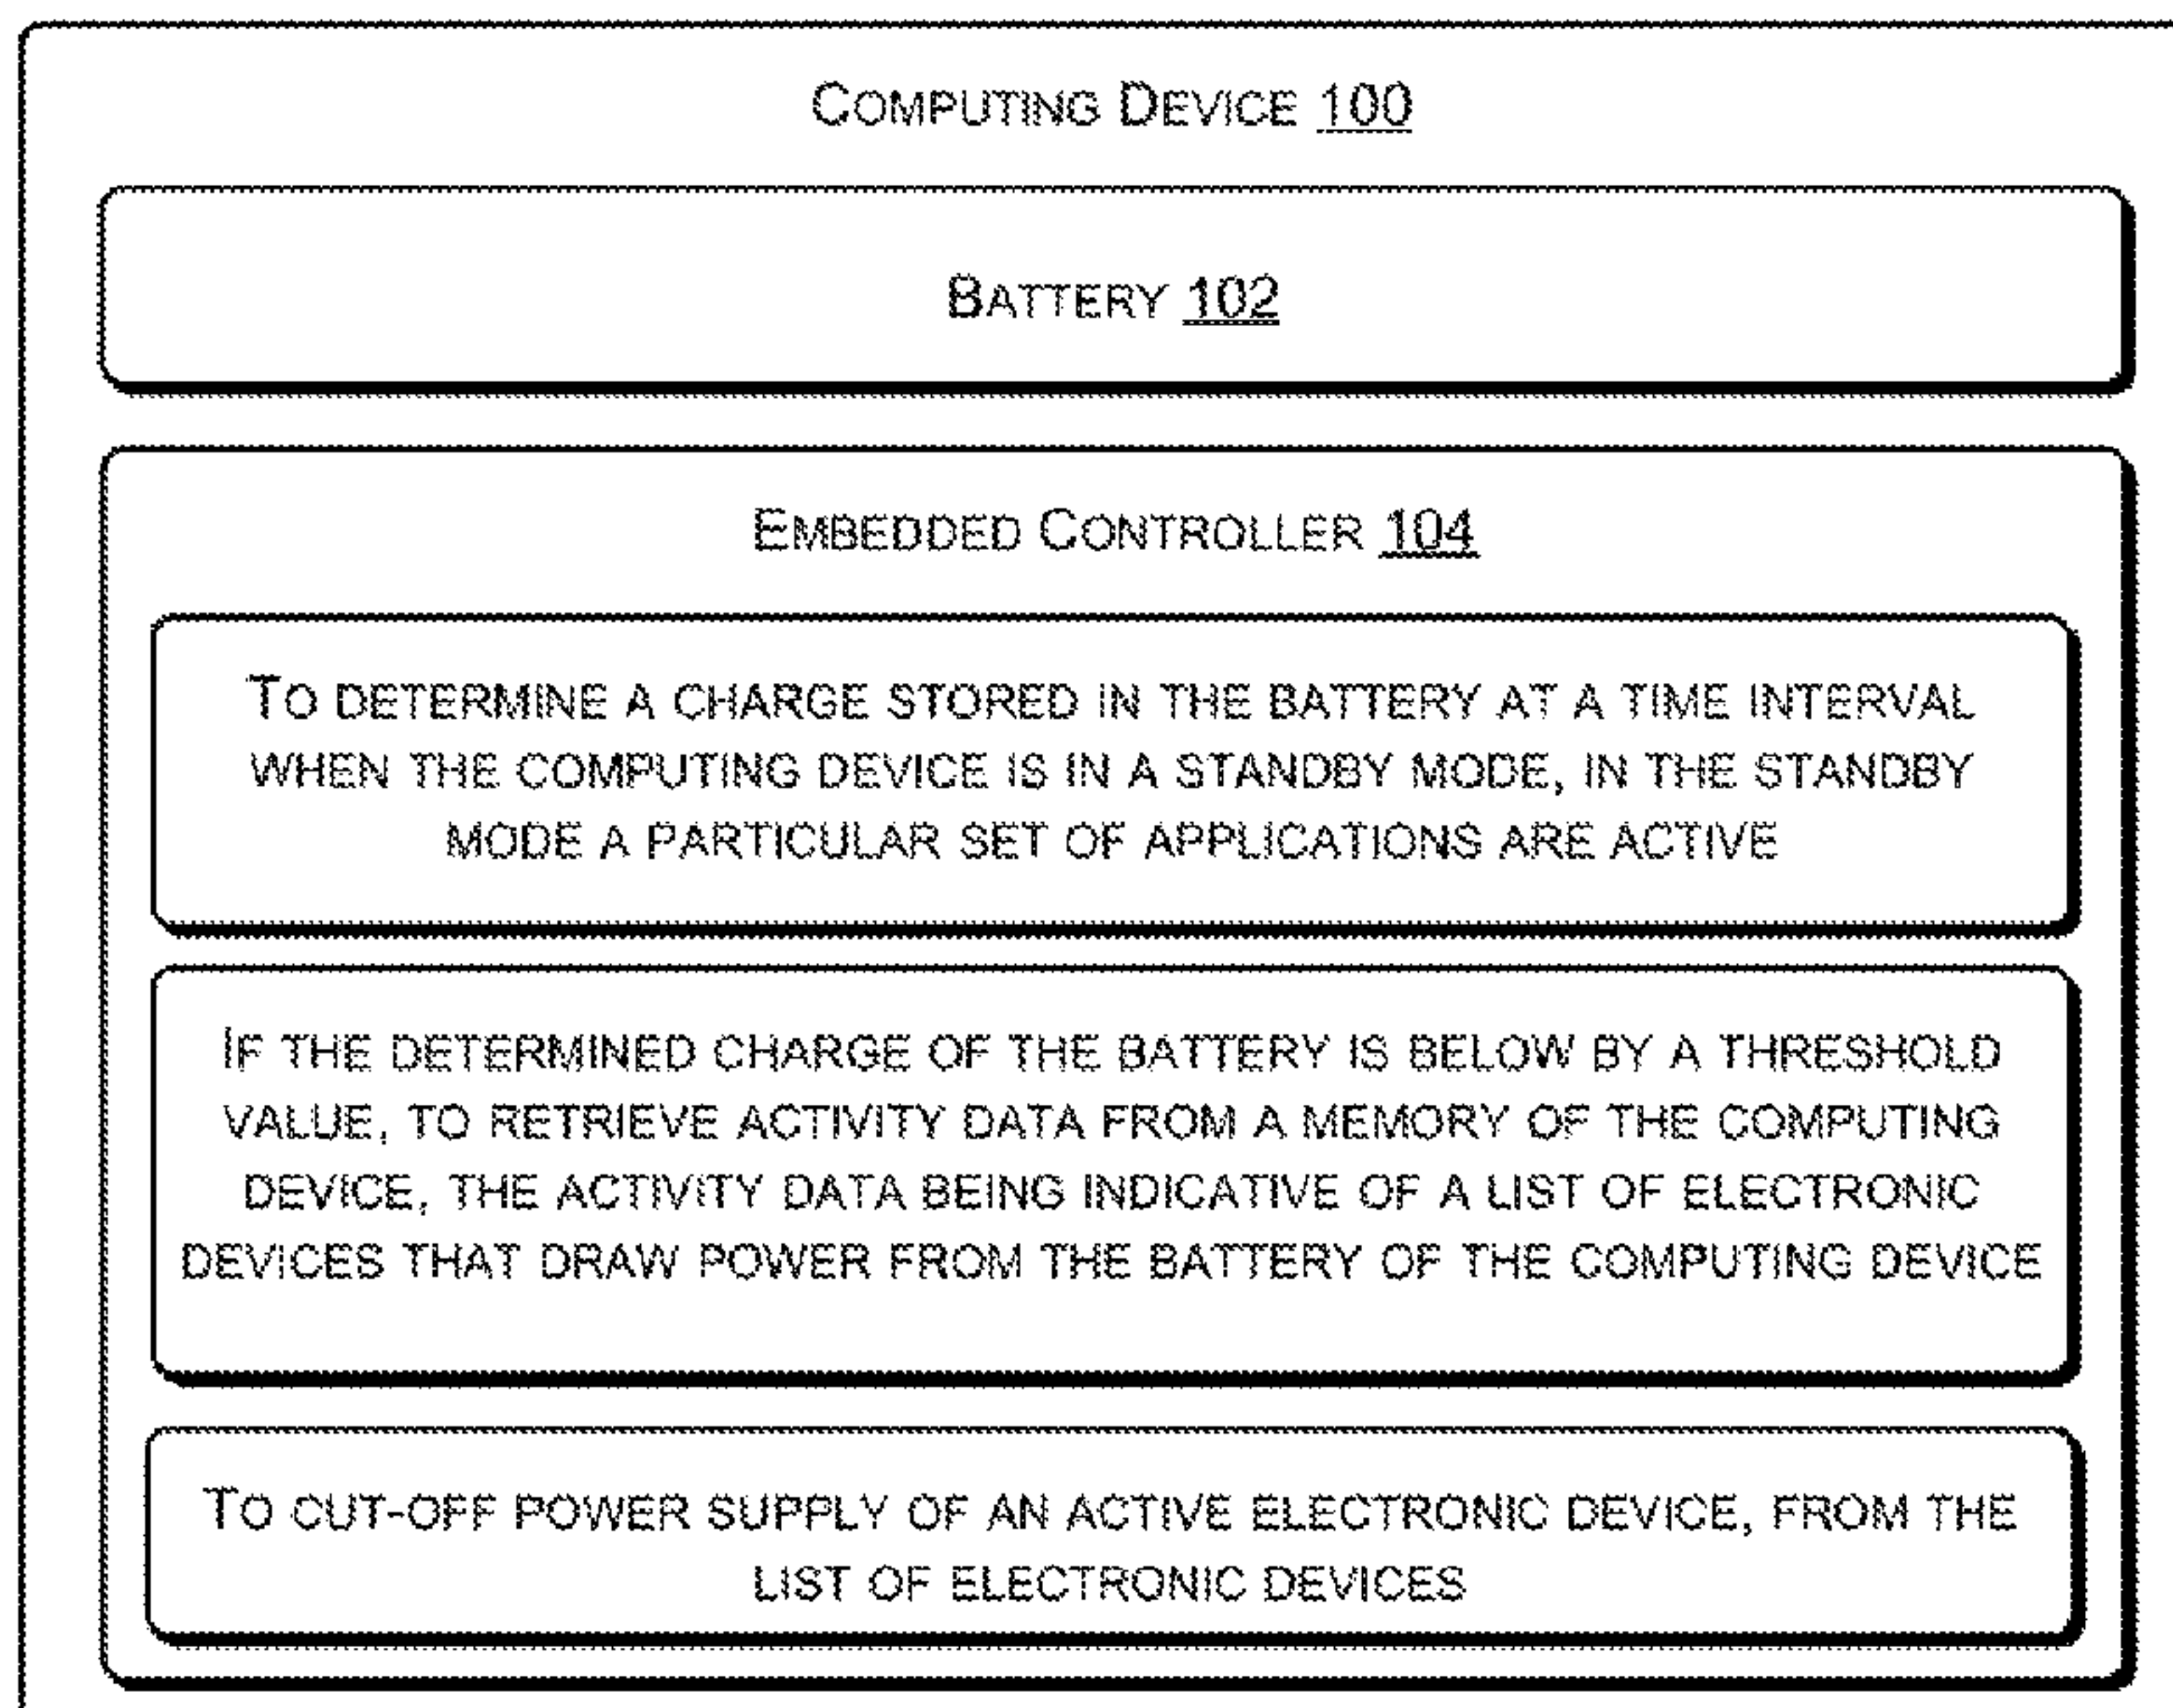 COMPUTING DEVICE 100
BATTERY 102
EMBEDDED CONTROLLER 104
TO DETERMINE A CHARGE STORED IN THE BATTERY AT A TIME INTERVAL
WHEN THE COMPUTING DEVICE IS IN A STANDBY MODE, IN THE STANDBY
MODE A PARTICULAR SET OF APPLICATIONS ARE ACTIVE
IF THE DETERMINED CHARGE OF THE BATTERY IS BELOW BY A THRESHOLD
VALUE, TO RETRIEVE ACTIVITY DATA FROM A MEMORY OF THE COMPUTING
DEVICE, THE ACTIVITY DATA BEING INDICATIVE OF A LIST OF ELECTRONIC
DEVICES THAT DRAW POWER FROM THE BATTERY OF THE COMPUTING DEVICE
TO CUT-OFF POWER SUPPLY OF AN ACTIVE ELECTRONIC DEVICE, FROM THE
LIST OF ELECTRONIC DEVICES